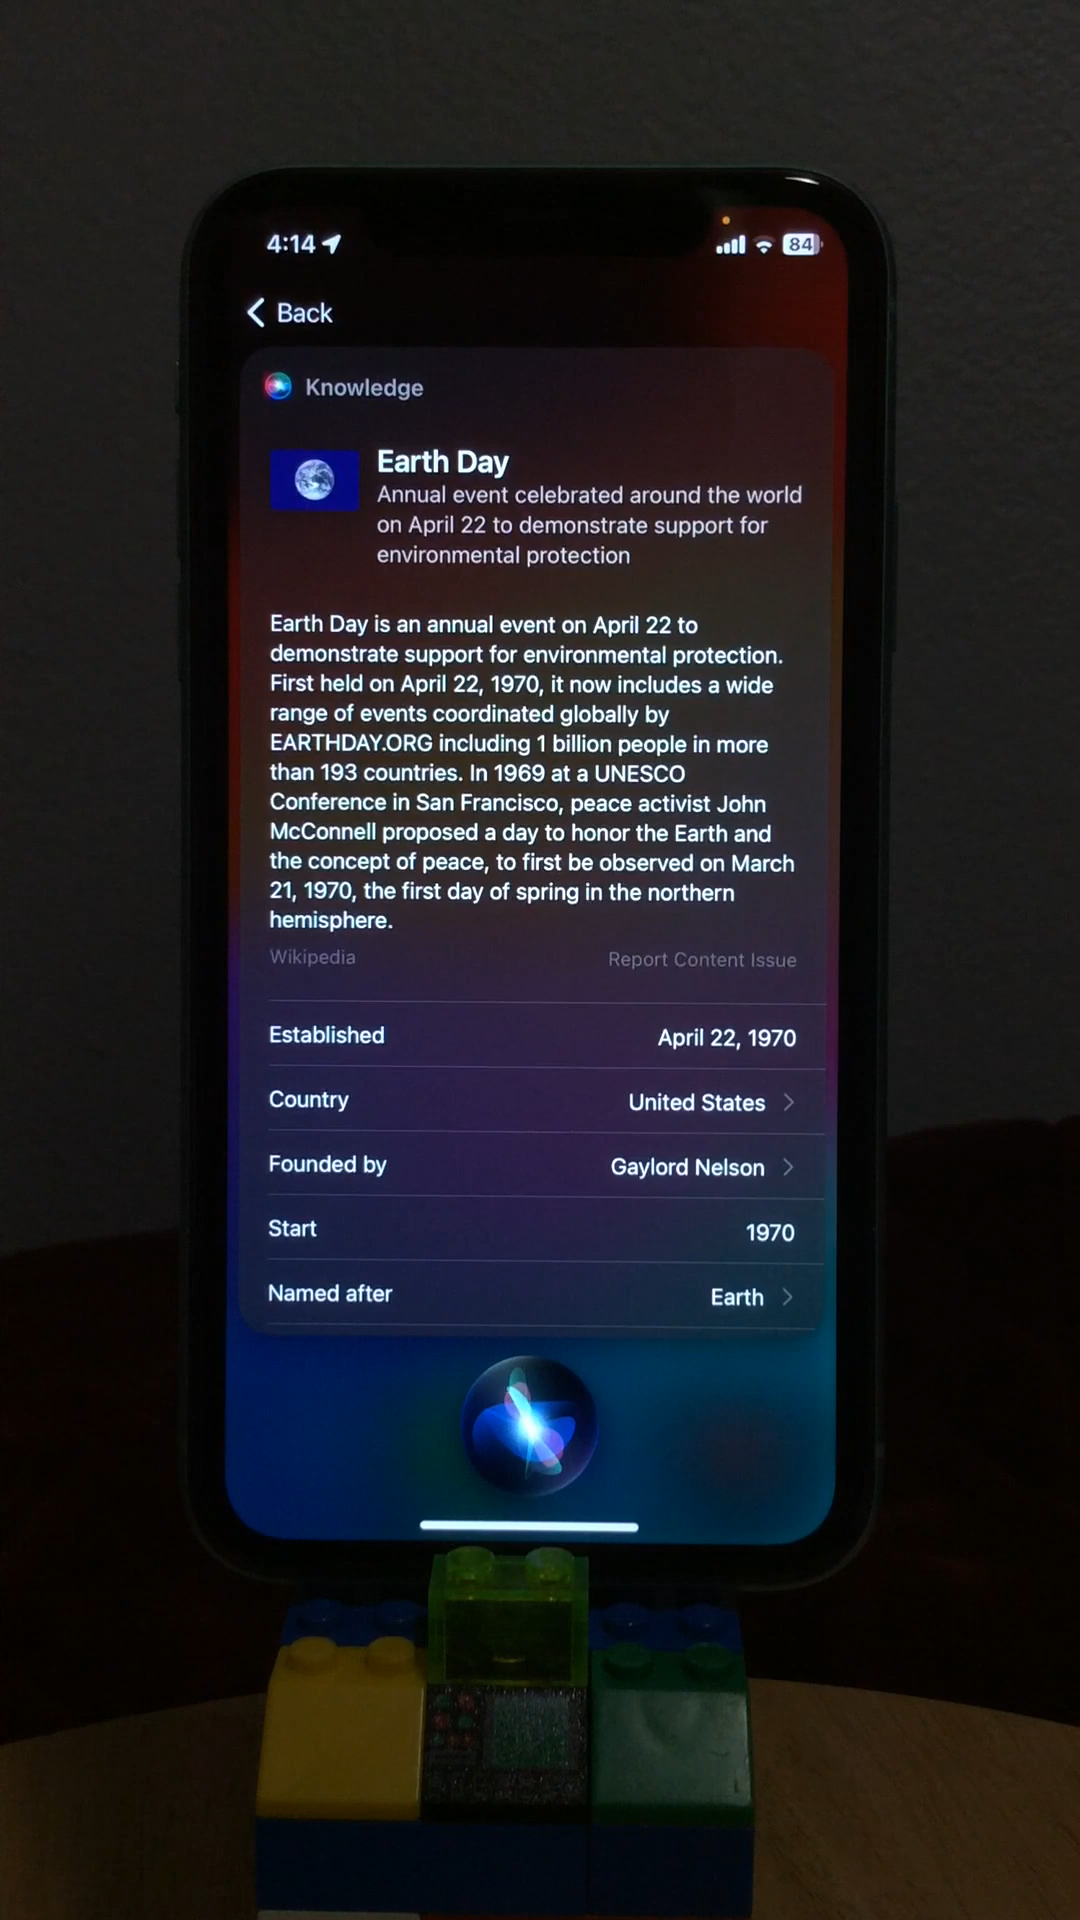 4:14
84
Back
Knowledge
Earth Day
Annual event celebrated around the world
on April 22 to demonstrate support for
environmental protection
Earth Day is an annual event on April 22 to
demonstrate support for environmental protection.
First held on April 22, 1970, it now includes a wide
range of events coordinated globally by
EARTHDAY.ORG including 1 billion people in more
than 193 countries. In 1969 at a UNESCO
Conference in San Francisco, peace activist John
McConnell proposed a day to honor the Earth and
the concept of peace, to first be observed on March
21, 1970, the first day of spring in the northern
hemisphere.
Wikipedia Report Content Issue
Established April 22, 1970
Country United States
Founded by Gaylord Nelson
Start 1970
Named after Earth